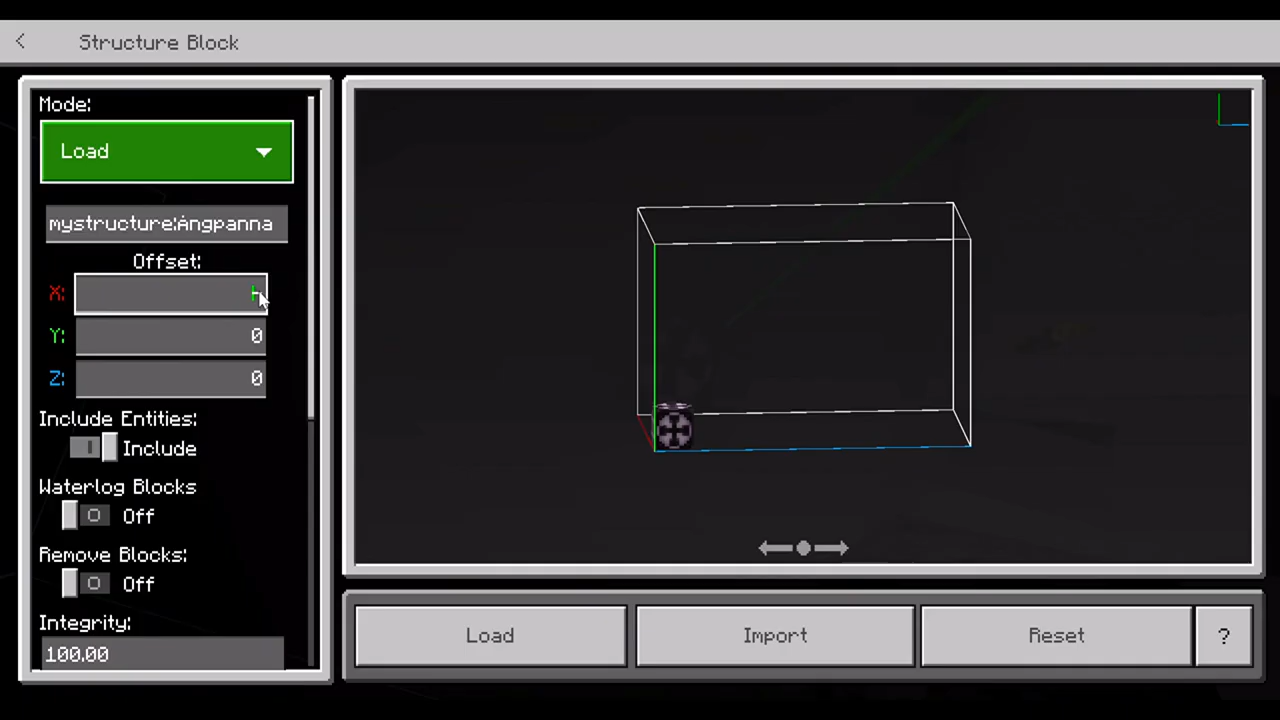 Structure Block
Mode:
Load
mystructure:Ångpanna
Offset:
X:
Y: 0
Z: 0
Include Entities:
Include
Waterlog Blocks
Off
Remove Blocks:
Off
Integrity:
100.00
Load Import Reset ?